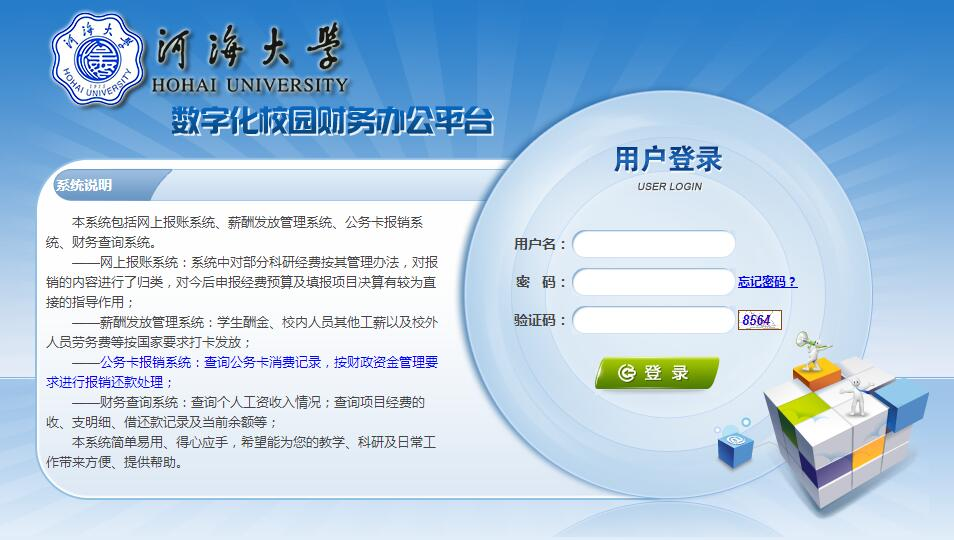 河海大学
HOHAI UNIVERSITY
河海大学
HOHAI UNIVERSITY
数字化校园财务办公平台
系统说明
本系统包括网上报账系统、薪酬发放管理系统、公务卡报销系
统、财务查询系统。
——网上报账系统：系统中对部分科研经费按其管理办法，对报
销的内容进行了归类，对今后申报经费预算及填报项目决算有较为直
接的指导作用；
——薪酬发放管理系统：学生酬金、校内人员其他工薪以及校外
人员劳务费等按国家要求打卡发放；
——公务卡报销系统：查询公务卡消费记录，按财政资金管理要
求进行报销还款处理；
——财务查询系统：查询个人工资收入情况；查询项目经费的
收、支明细、借还款记录及当前余额等；
本系统简单易用、得心应手，希望能为您的教学、科研及日常工
作带来方便、提供帮助。
用户登录
USER LOGIN
用户名：
密 码：
忘记密码？
验证码：
8564
登 录
@